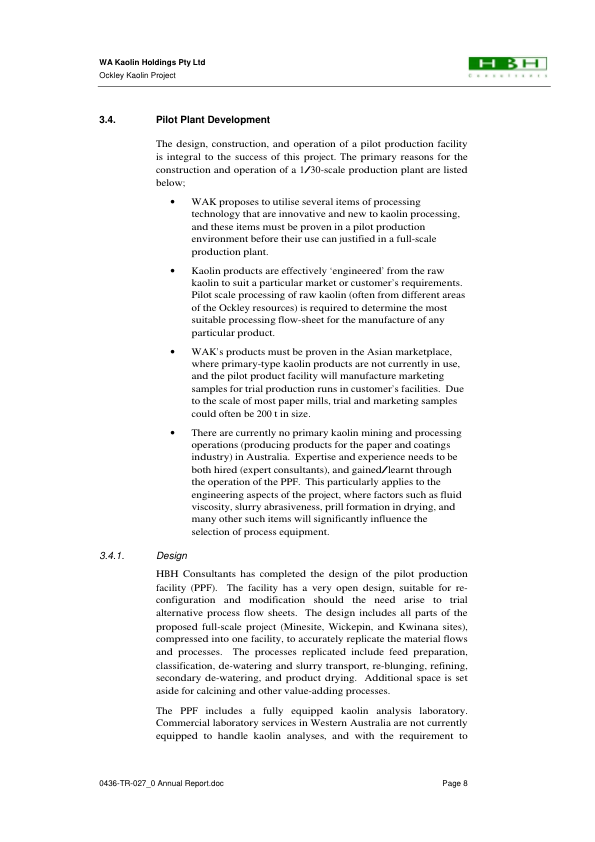 WA Kaolin Holdings Pty Ltd
Ockley Kaolin Project
HBH
Consultants
3.4. Pilot Plant Development
The design, construction, and operation of a pilot production facility
is integral to the success of this project. The primary reasons for the
construction and operation of a 1/30-scale production plant are listed
below;
• WAK proposes to utilise several items of processing
technology that are innovative and new to kaolin processing,
and these items must be proven in a pilot production
environment before their use can justified in a full-scale
production plant.
• Kaolin products are effectively ‘engineered’ from the raw
kaolin to suit a particular market or customer’s requirements.
Pilot scale processing of raw kaolin (often from different areas
of the Ockley resources) is required to determine the most
suitable processing flow-sheet for the manufacture of any
particular product.
• WAK’s products must be proven in the Asian marketplace,
where primary-type kaolin products are not currently in use,
and the pilot product facility will manufacture marketing
samples for trial production runs in customer’s facilities. Due
to the scale of most paper mills, trial and marketing samples
could often be 200 t in size.
• There are currently no primary kaolin mining and processing
operations (producing products for the paper and coatings
industry) in Australia. Expertise and experience needs to be
both hired (expert consultants), and gained/learnt through
the operation of the PPF. This particularly applies to the
engineering aspects of the project, where factors such as fluid
viscosity, slurry abrasiveness, prill formation in drying, and
many other such items will significantly influence the
selection of process equipment.
3.4.1. Design
HBH Consultants has completed the design of the pilot production
facility (PPF). The facility has a very open design, suitable for re-
configuration and modification should the need arise to trial
alternative process flow sheets. The design includes all parts of the
proposed full-scale project (Minesite, Wickepin, and Kwinana sites),
compressed into one facility, to accurately replicate the material flows
and processes. The processes replicated include feed preparation,
classification, de-watering and slurry transport, re-blunging, refining,
secondary de-watering, and product drying. Additional space is set
aside for calcining and other value-adding processes.
The PPF includes a fully equipped kaolin analysis laboratory.
Commercial laboratory services in Western Australia are not currently
equipped to handle kaolin analyses, and with the requirement to
0436-TR-027_0 Annual Report.doc Page 8